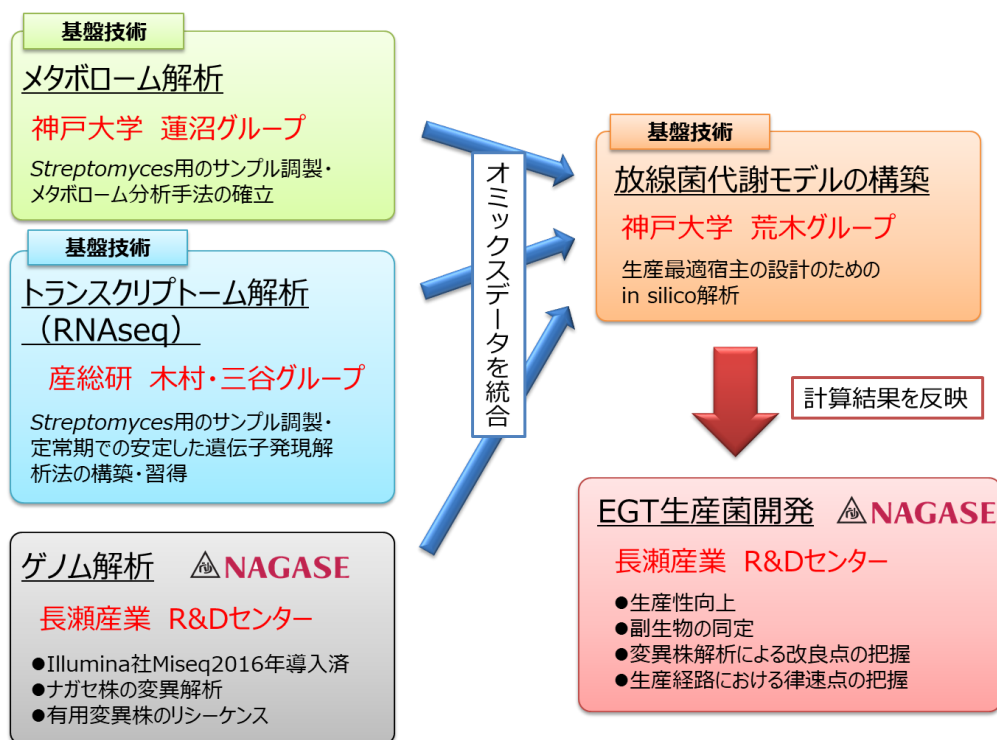 基盤技術
メタボローム解析
神戸大学 蓮沼グループ
Streptomyces用のサンプル調製・
メタボローム分析手法の確立
基盤技術
トランスクリプトーム解析
（RNAseq）
産総研 木村・三谷グループ
Streptomyces用のサンプル調製・
定常期での安定した遺伝子発現解
析法の構築・習得
ゲノム解析 NAGASE
長瀬産業 R&Dセンター
●Illumina社Miseq2016年導入済
●ナガセ株の変異解析
●有用変異株のリシーケンス
オミックスデータを統合
基盤技術
放線菌代謝モデルの構築
神戸大学 荒木グループ
生産最適宿主の設計のための
in silico解析
計算結果を反映
EGT生産菌開発 NAGASE
長瀬産業 R&Dセンター
●生産性向上
●副生物の同定
●変異株解析による改良点の把握
●生産経路における律速点の把握